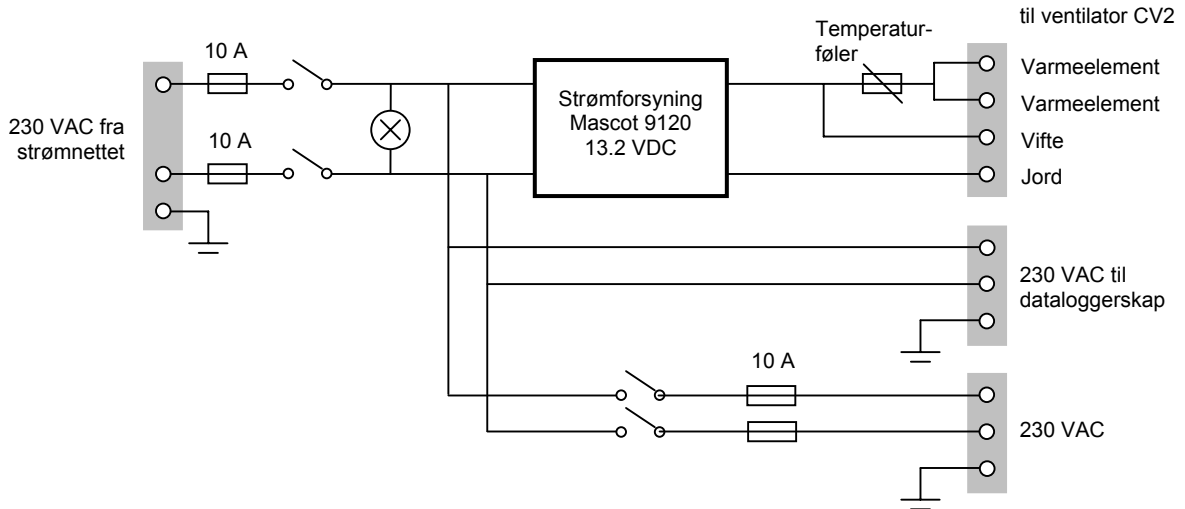 til ventilator CV2
Temperatur-
føler
10 A
Varmeelement
Varmeelement
Strømforsyning
Mascot 9120
13.2 VDC
230 VAC fra
strømnettet
10 A
Vifte
Jord
230 VAC til
dataloggerskap
10 A
230 VAC